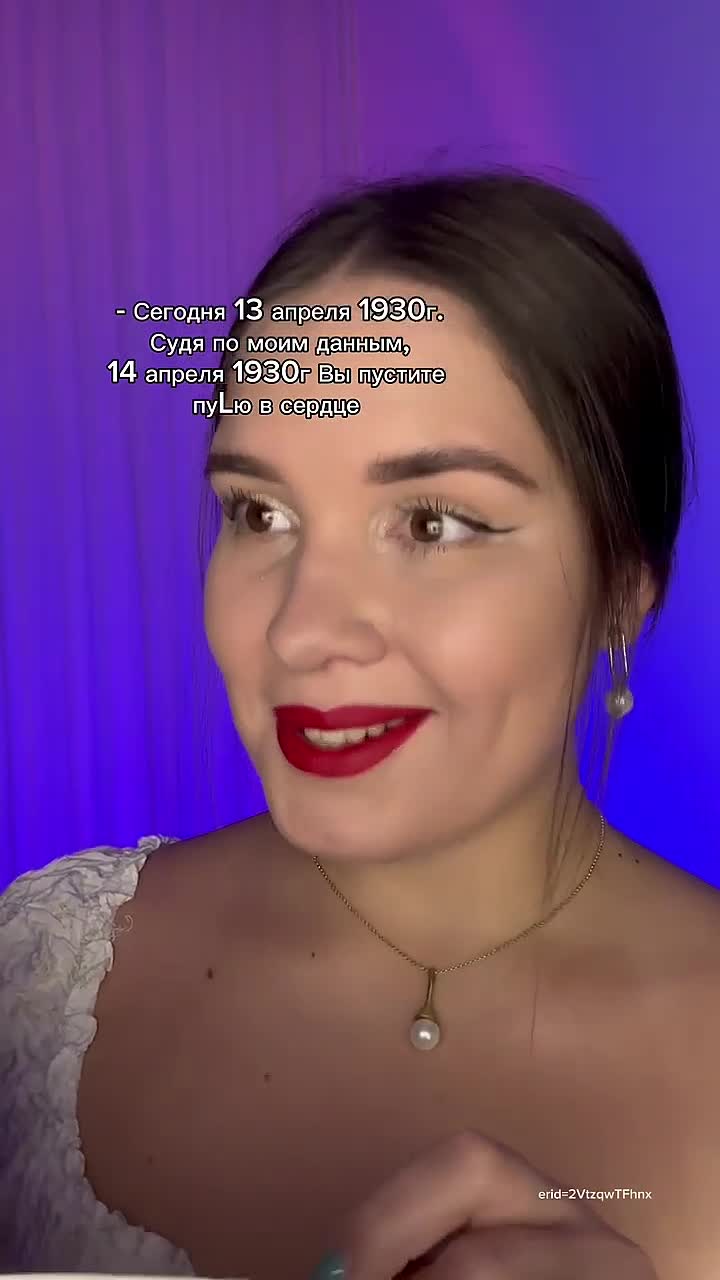 - Сегодня 13 апреля 1930г.
Судя по моим данным,
14 апреля 1930г Вы пустите
пуLю в сердце
erid=2VtzqwTFhnx